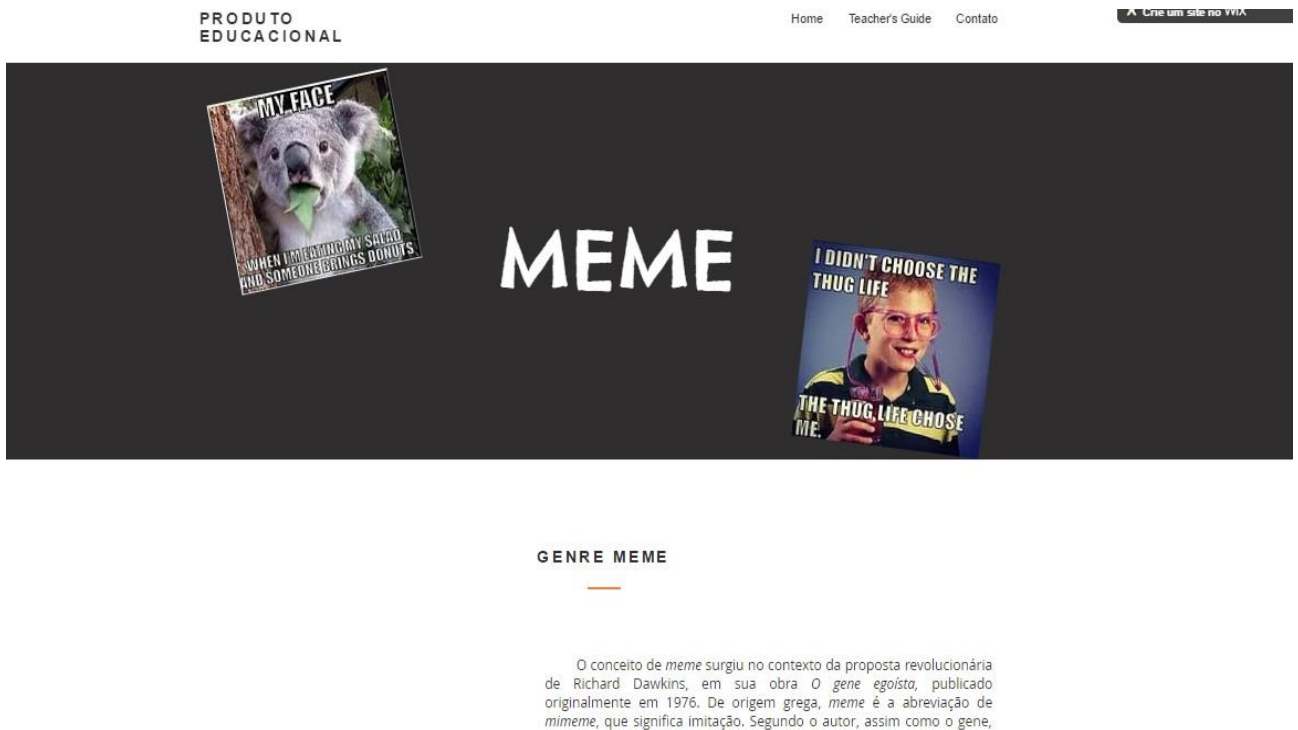 PRODUTO
EDUCACIONAL
Home Teacher's Guide Contato
Crie um site no WIX
MY FACE
WHEN I'M EATING MY SALAD
AND SOMEONE BRINGS DONUTS
MEME
I DIDN'T CHOOSE THE
THUG LIFE
THE THUG LIFE CHOSE
ME.
GENRE MEME
O conceito de meme surgiu no contexto da proposta revolucionária
de Richard Dawkins, em sua obra O gene egoísta, publicado
originalmente em 1976. De origem grega, meme é a abreviação de
mimeme, que significa imitação. Segundo o autor, assim como o gene,